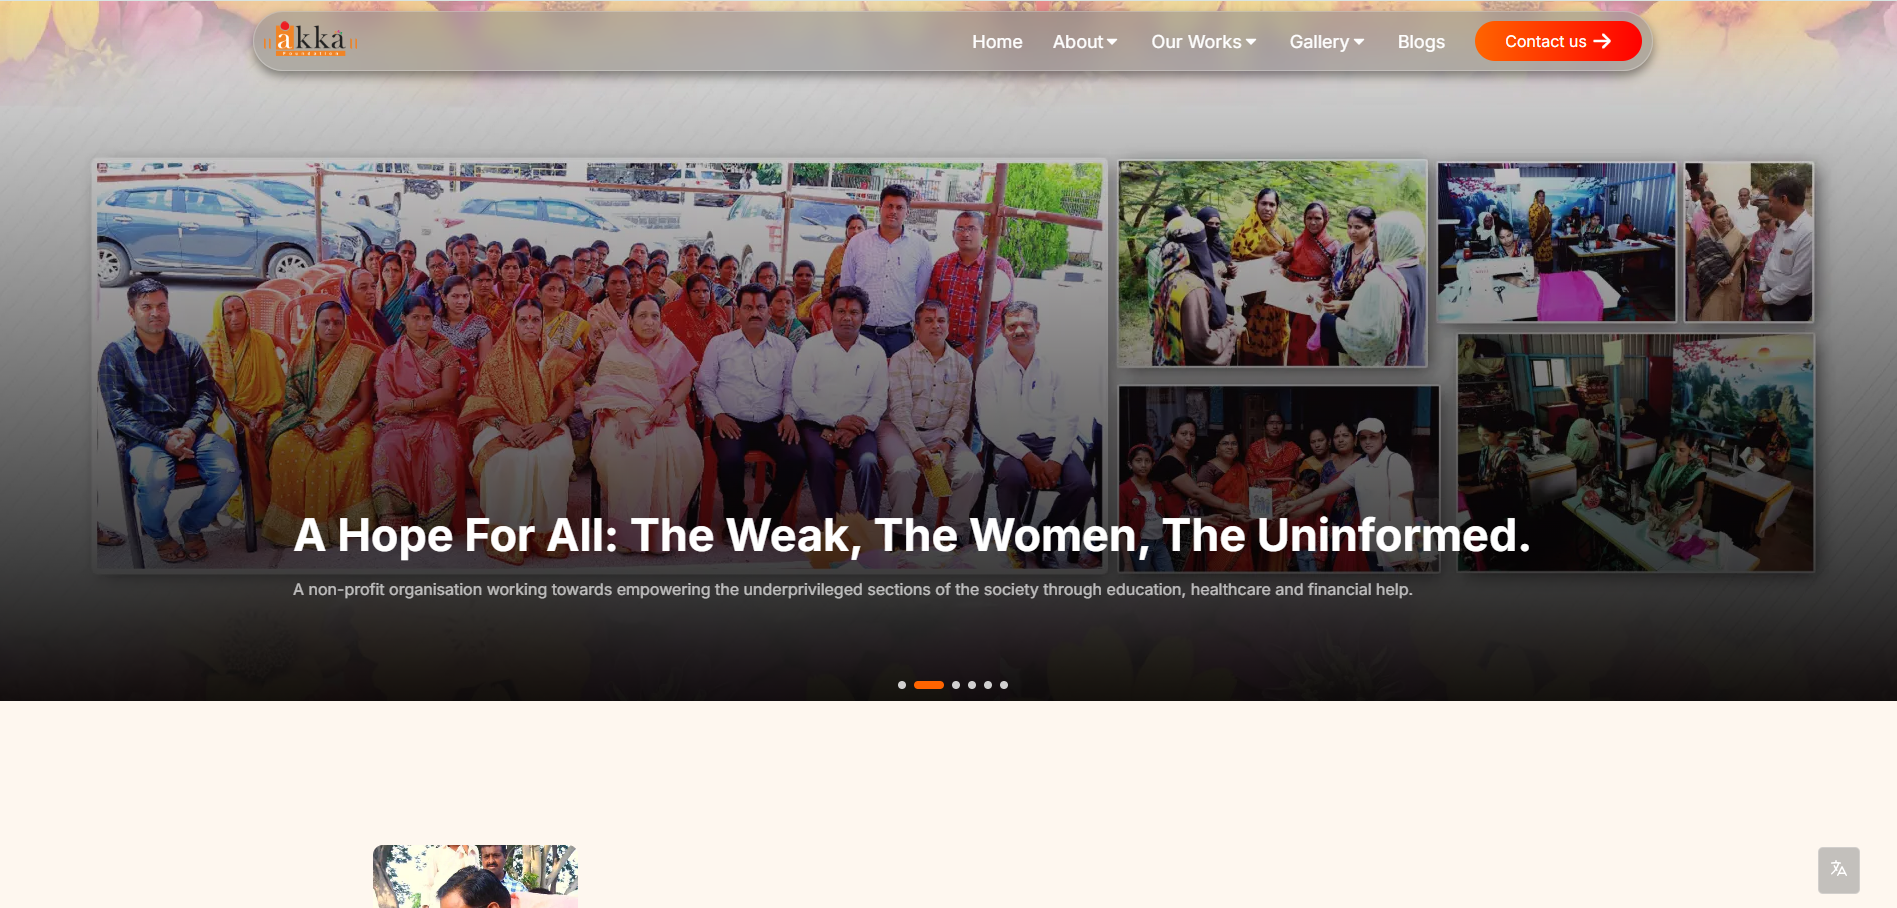 akka
Foundation
Home
About
Our Works
Gallery
Blogs
Contact us
A Hope For All: The Weak, The Women, The Uninformed.
A non-profit organisation working towards empowering the underprivileged sections of the society through education, healthcare and financial help.